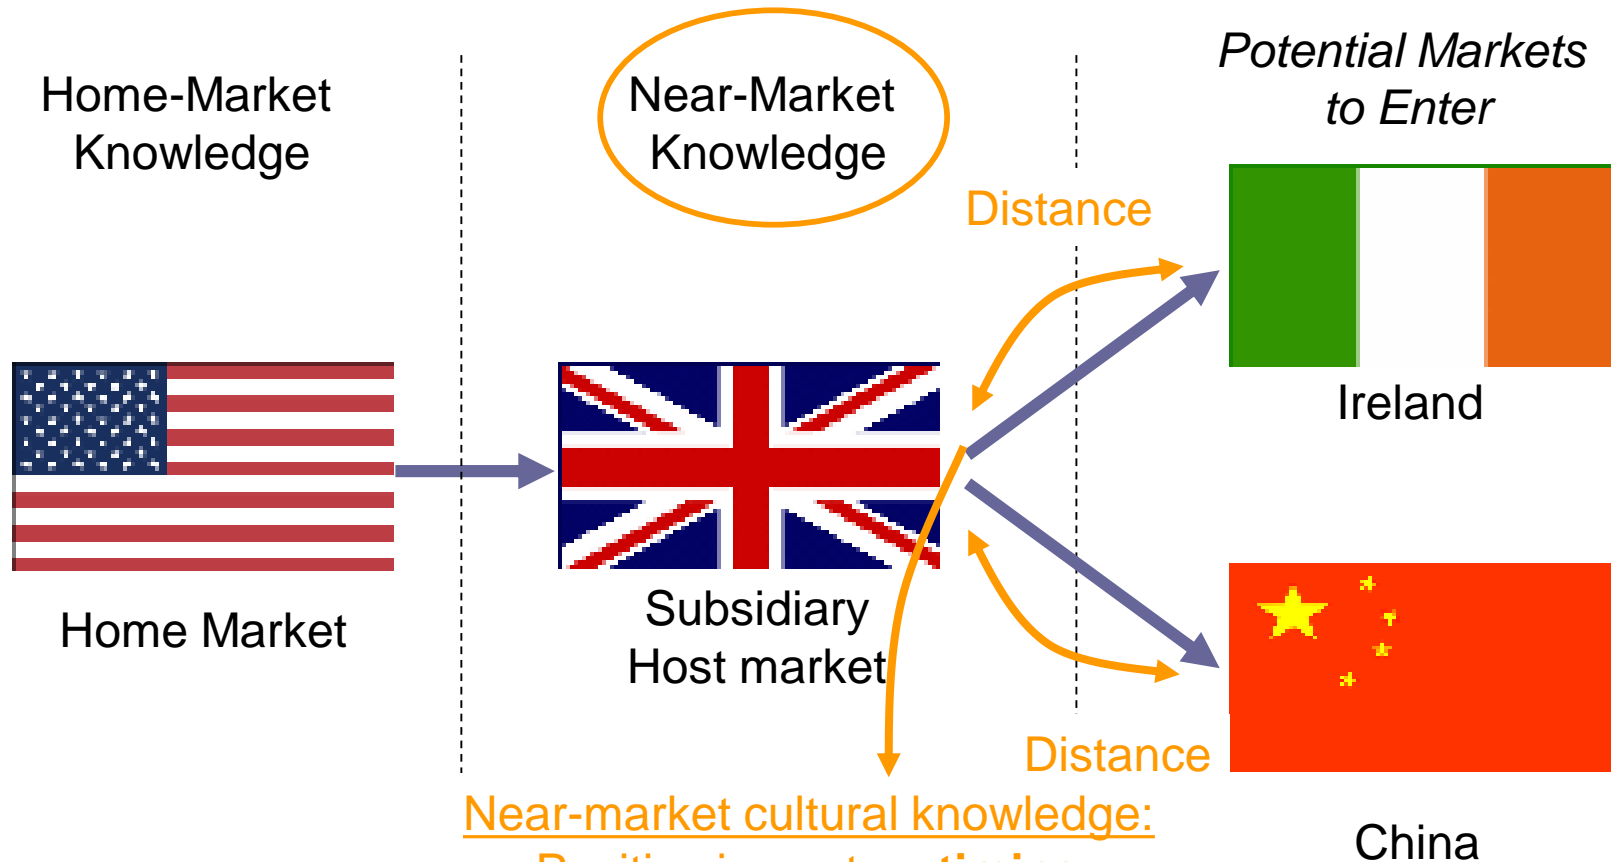 Home-Market
Knowledge
Near-Market
Knowledge
Potential Markets
to Enter
Distance
Ireland
Home Market
Subsidiary
Host market
Distance
Near-market cultural knowledge:
China